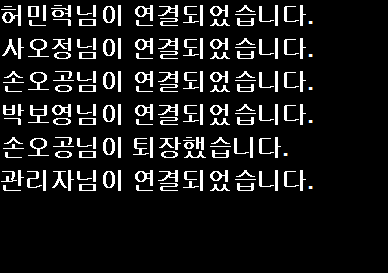 허민혁님이 연결되었습니다.
사오정님이 연결되었습니다.
손오공님이 연결되었습니다.
박보영님이 연결되었습니다.
손오공님이 퇴장했습니다.
관리자님이 연결되었습니다.